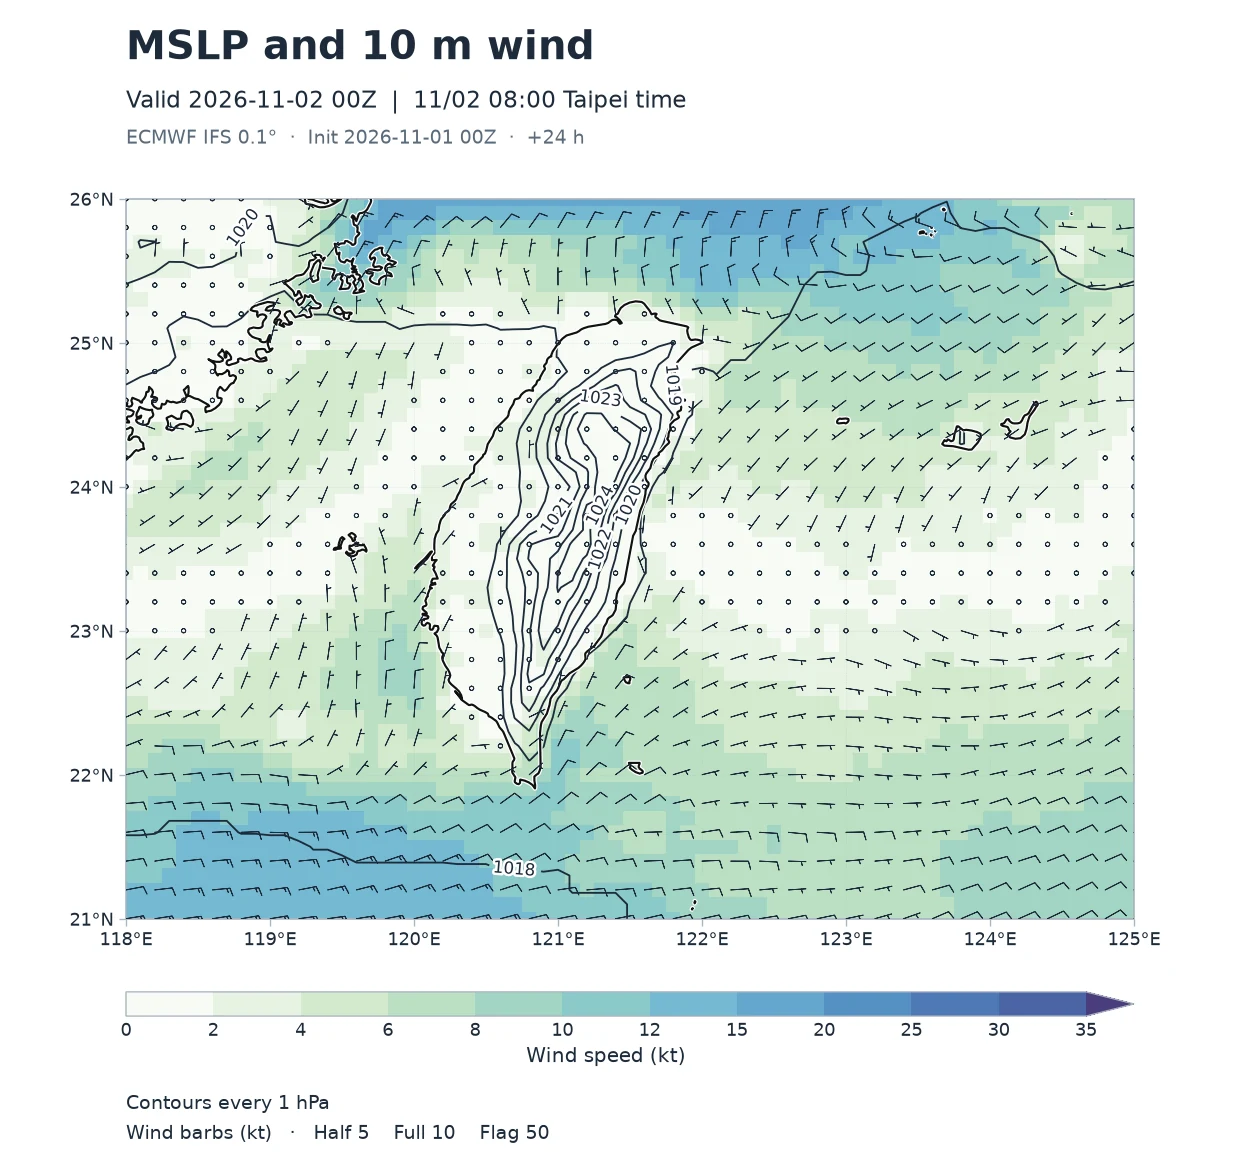 MSLP and 10 m wind
Valid 2026-11-02 00Z | 11/02 08:00 Taipei time
ECMWF IFS 0.1° · Init 2026-11-01 00Z · +24 h
26°N
25°N
24°N
23°N
22°N
21°N
1020
1019
1023
1021
1024
1020
1022
1018
118°E 119°E 120°E 121°E 122°E 123°E 124°E 125°E
0 2 4 6 8 10 12 15 20 25 30 35
Wind speed (kt)
Contours every 1 hPa
Wind barbs (kt) · Half 5 Full 10 Flag 50